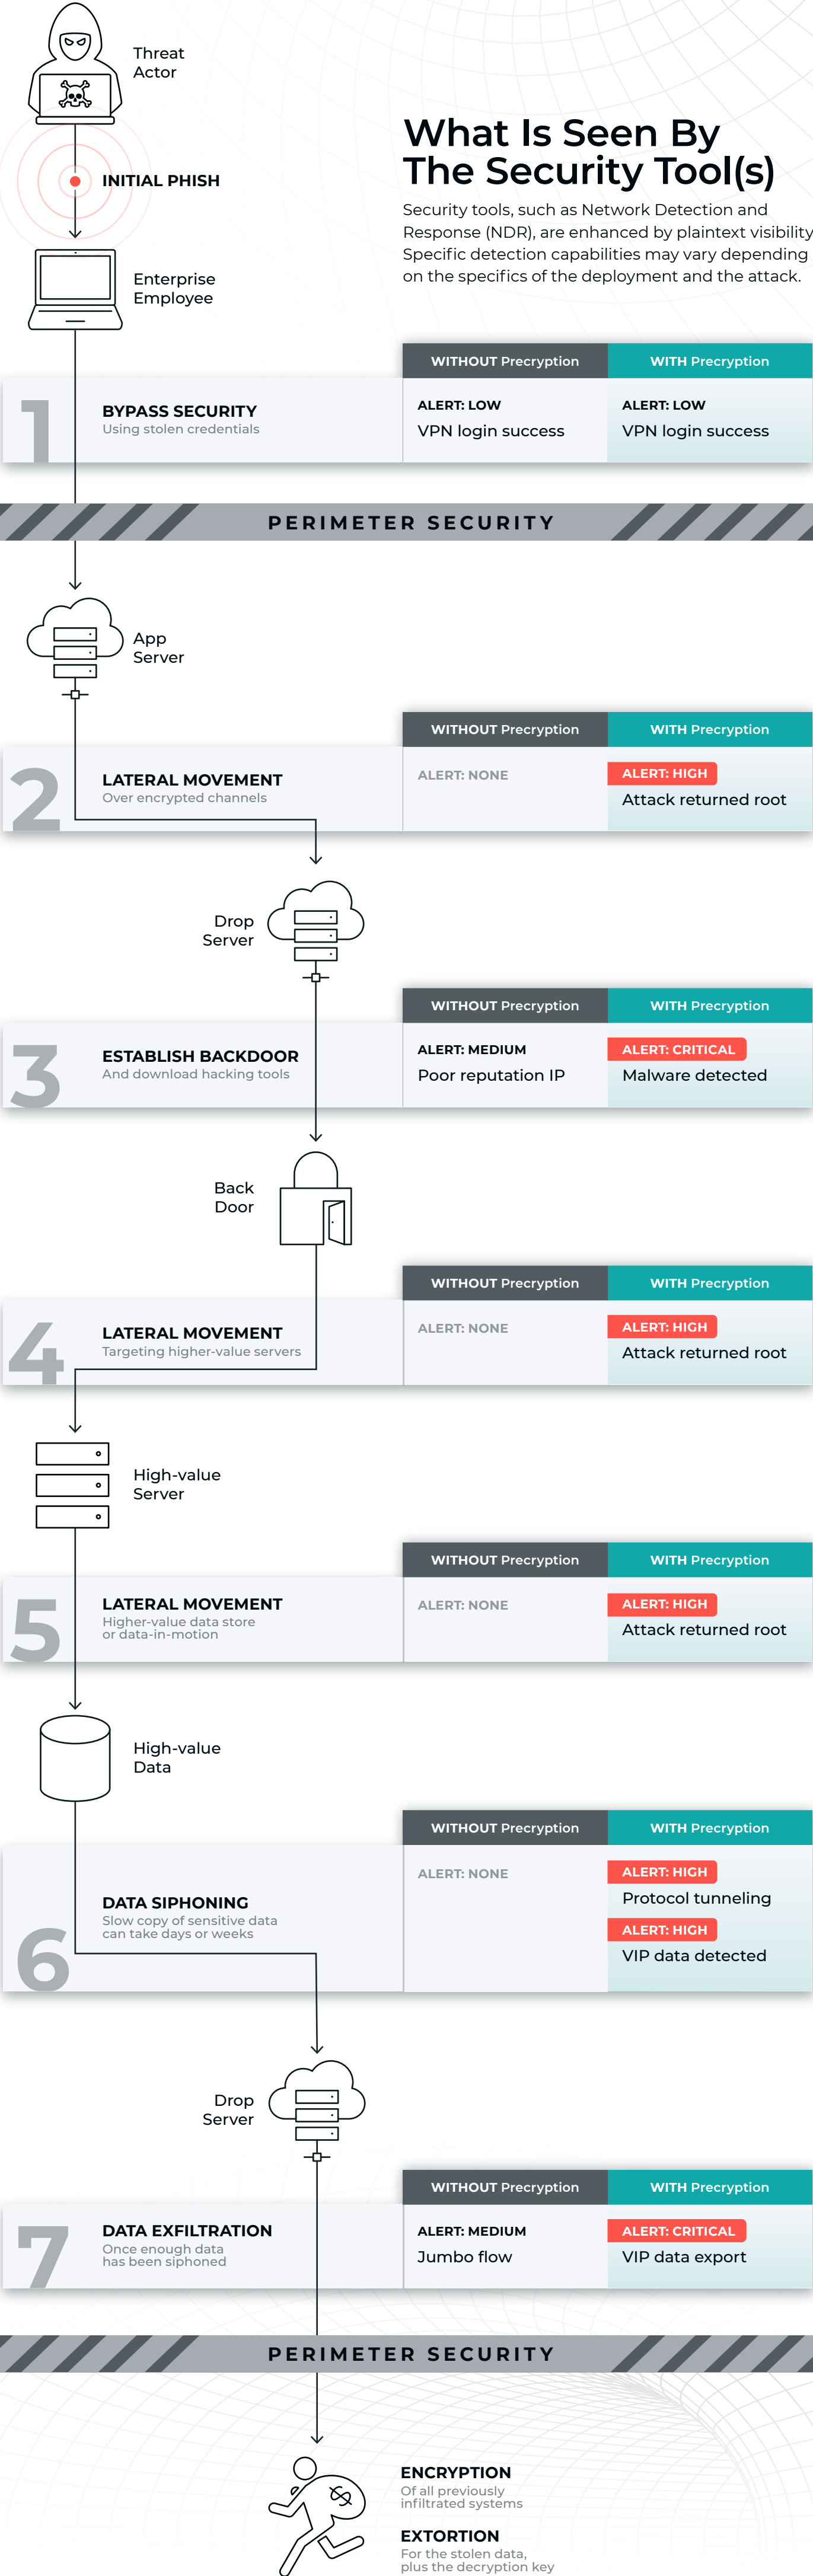 Threat
Actor
INITIAL PHISH
What Is Seen By
The Security Tool(s)
Security tools, such as Network Detection and
Response (NDR), are enhanced by plaintext visibility
Specific detection capabilities may vary depending
on the specifics of the deployment and the attack.
Enterprise
Employee
WITHOUT Precryption
WITH Precryption
1
BYPASS SECURITY
Using stolen credentials
ALERT: LOW
VPN login success
ALERT: LOW
VPN login success
PERIMETER SECURITY
App
Server
WITHOUT Precryption
WITH Precryption
2
LATERAL MOVEMENT
Over encrypted channels
ALERT: NONE
ALERT: HIGH
Attack returned root
Drop
Server
WITHOUT Precryption
WITH Precryption
3
ESTABLISH BACKDOOR
And download hacking tools
ALERT: MEDIUM
Poor reputation IP
ALERT: CRITICAL
Malware detected
Back
Door
WITHOUT Precryption
WITH Precryption
4
LATERAL MOVEMENT
Targeting higher-value servers
ALERT: NONE
ALERT: HIGH
Attack returned root
High-value
Server
WITHOUT Precryption
WITH Precryption
5
LATERAL MOVEMENT
Higher-value data store
or data-in-motion
ALERT: NONE
ALERT: HIGH
Attack returned root
High-value
Data
WITHOUT Precryption
WITH Precryption
6
DATA SIPHONING
Slow copy of sensitive data
can take days or weeks
ALERT: NONE
ALERT: HIGH
Protocol tunneling
ALERT: HIGH
VIP data detected
Drop
Server
WITHOUT Precryption
WITH Precryption
7
DATA EXFILTRATION
Once enough data
has been siphoned
ALERT: MEDIUM
Jumbo flow
ALERT: CRITICAL
VIP data export
PERIMETER SECURITY
$
ENCRYPTION
Of all previously
infiltrated systems
EXTORTION
For the stolen data,
plus the decryption key